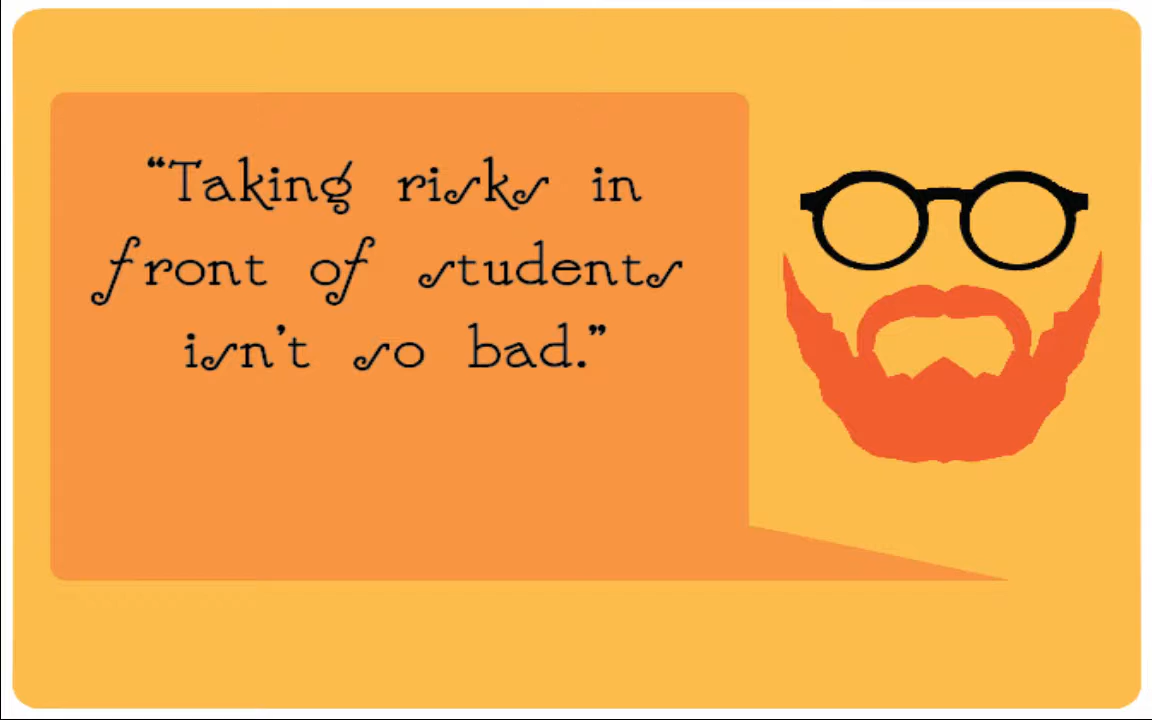 “Taking risks in
front of students
isn’t so bad.”